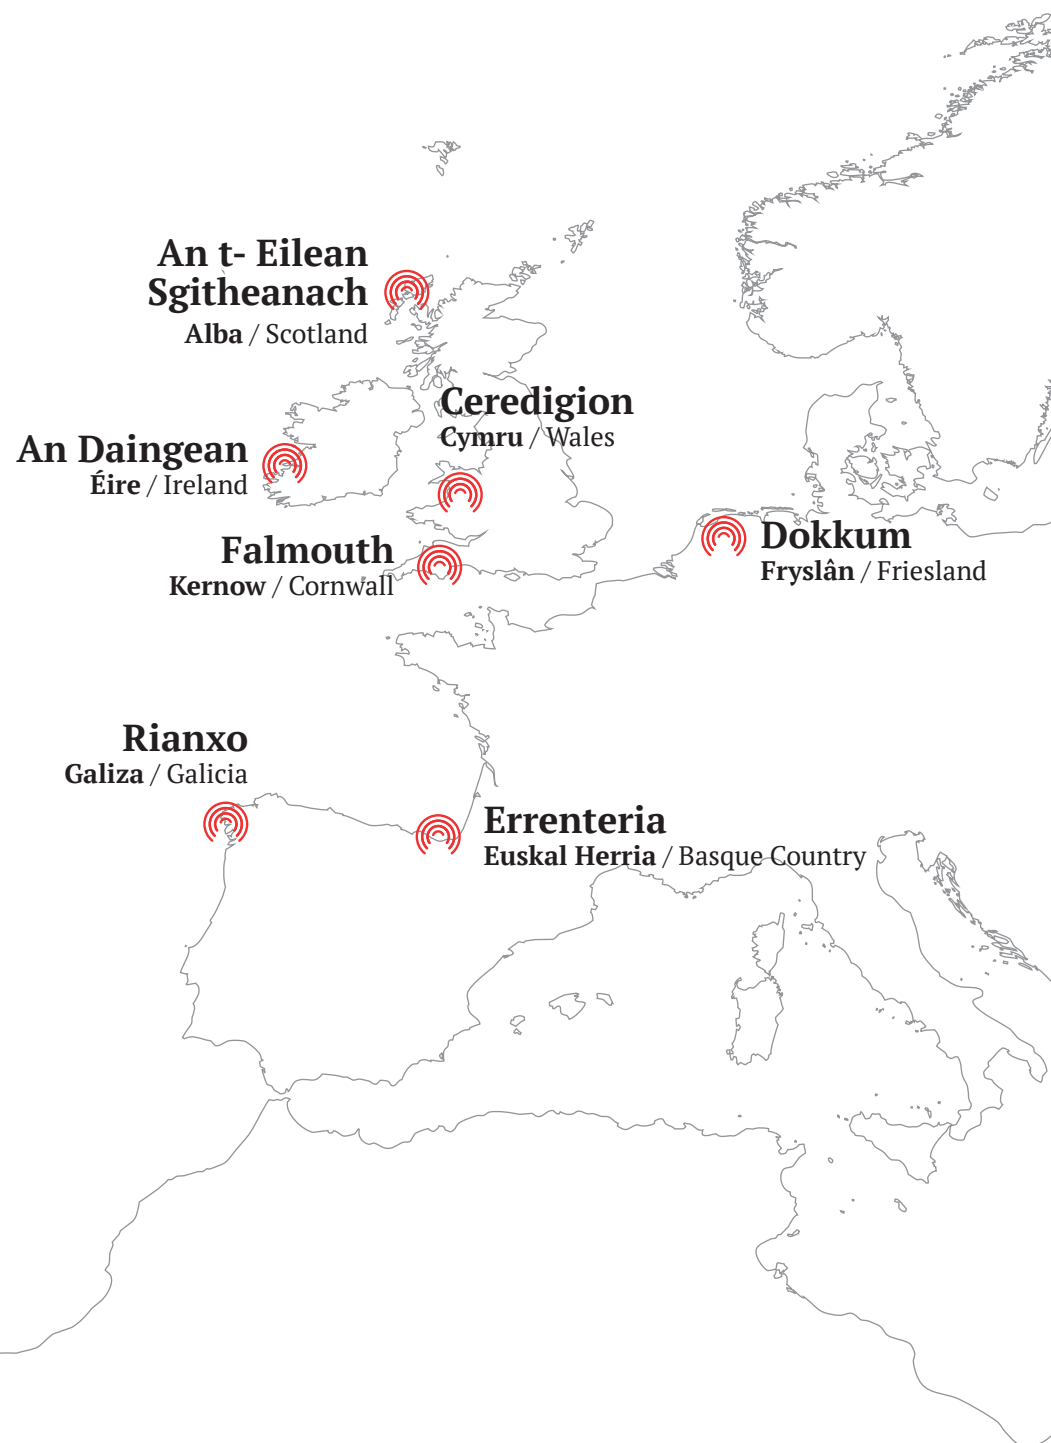 An t- Eilean
Sgitheanach
Alba / Scotland
Ceredigion
Cymru / Wales
An Daingean
Éire / Ireland
Falmouth
Kernow / Cornwall
Dokkum
Fryslân / Friesland
Rianxo
Galiza / Galicia
Errenteria
Euskal Herria / Basque Country